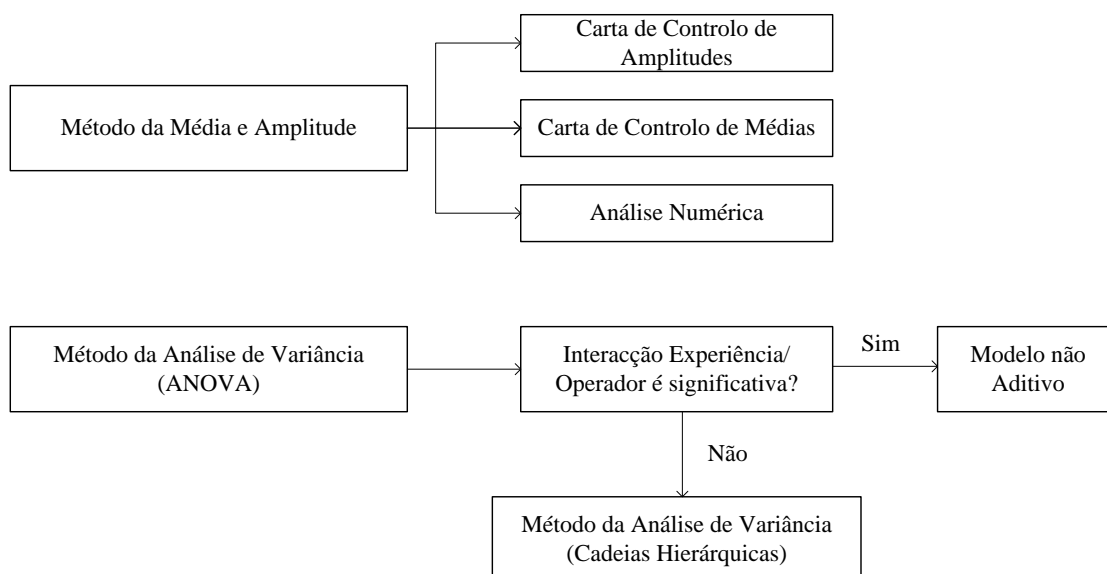 Carta de Controlo de
Amplitudes
Método da Média e Amplitude
Carta de Controlo de Médias
Análise Numérica
Método da Análise de Variância
(ANOVA)
Interacção Experiência/
Operador é significativa?
Sim
Modelo não
Aditivo
Não
Método da Análise de Variância
(Cadeias Hierárquicas)